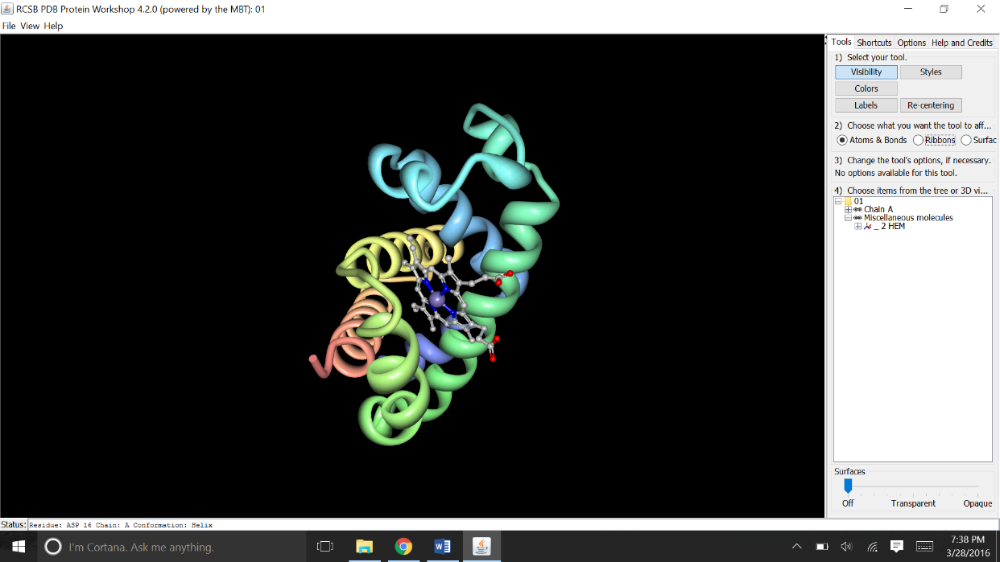 RCSB PDB Protein Workshop 4.2.0 (powered by the MBT): 01
File View Help
Tools Shortcuts Options Help and Credits
1) Select your tool.
Visibility Styles
Colors
Labels Re-centering
2) Choose what you want the tool to aff...
Atoms & Bonds Ribbons Surfac
3) Change the tool's options, if necessary.
No options available for this tool.
4) Choose items from the tree or 3D vi...
01
Chain A
Miscellaneous molecules
_ 2 HEM
Surfaces
Off Transparent Opaque
Status: Residue: ASP 16 Chain: A Conformation: Helix
I'm Cortana. Ask me anything.
7:38 PM
3/28/2016